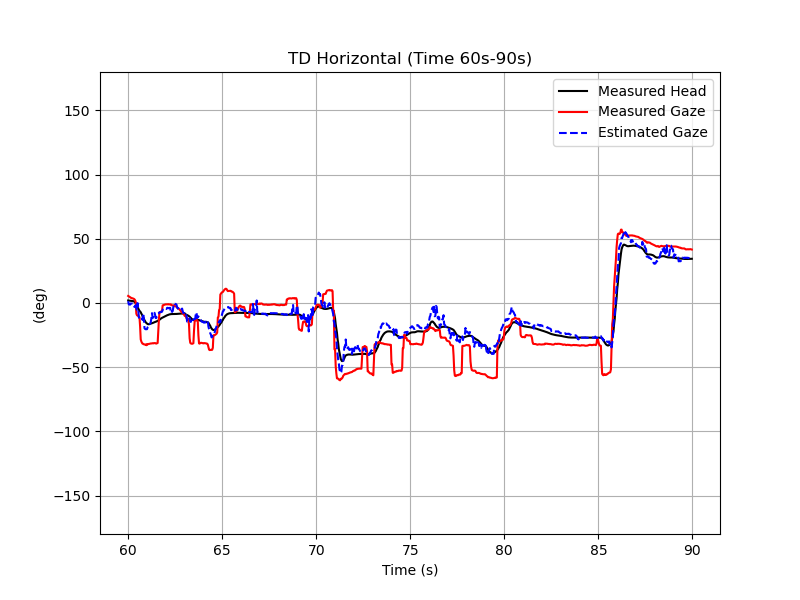 TD Horizontal (Time 60s-90s)
Measured Head
Measured Gaze
Estimated Gaze
150
100
50
0
−50
−100
−150
(deg)
60 65 70 75 80 85 90
Time (s)